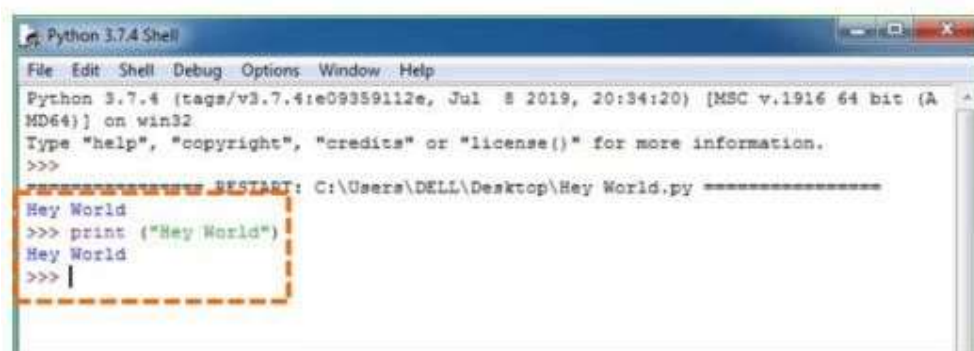 Python 3.7.4 Shell
File Edit Shell Debug Options Window Help
Python 3.7.4 (tags/v3.7.4:e09359112e, Jul 8 2019, 20:34:20) [MSC v.1916 64 bit (A
MD64)] on win32
Type "help", "copyright", "credits" or "license()" for more information.
>>>
================ RESTART: C:\Users\DELL\Desktop\Hey World.py ================
Hey World
>>> print ("Hey World")
Hey World
>>>